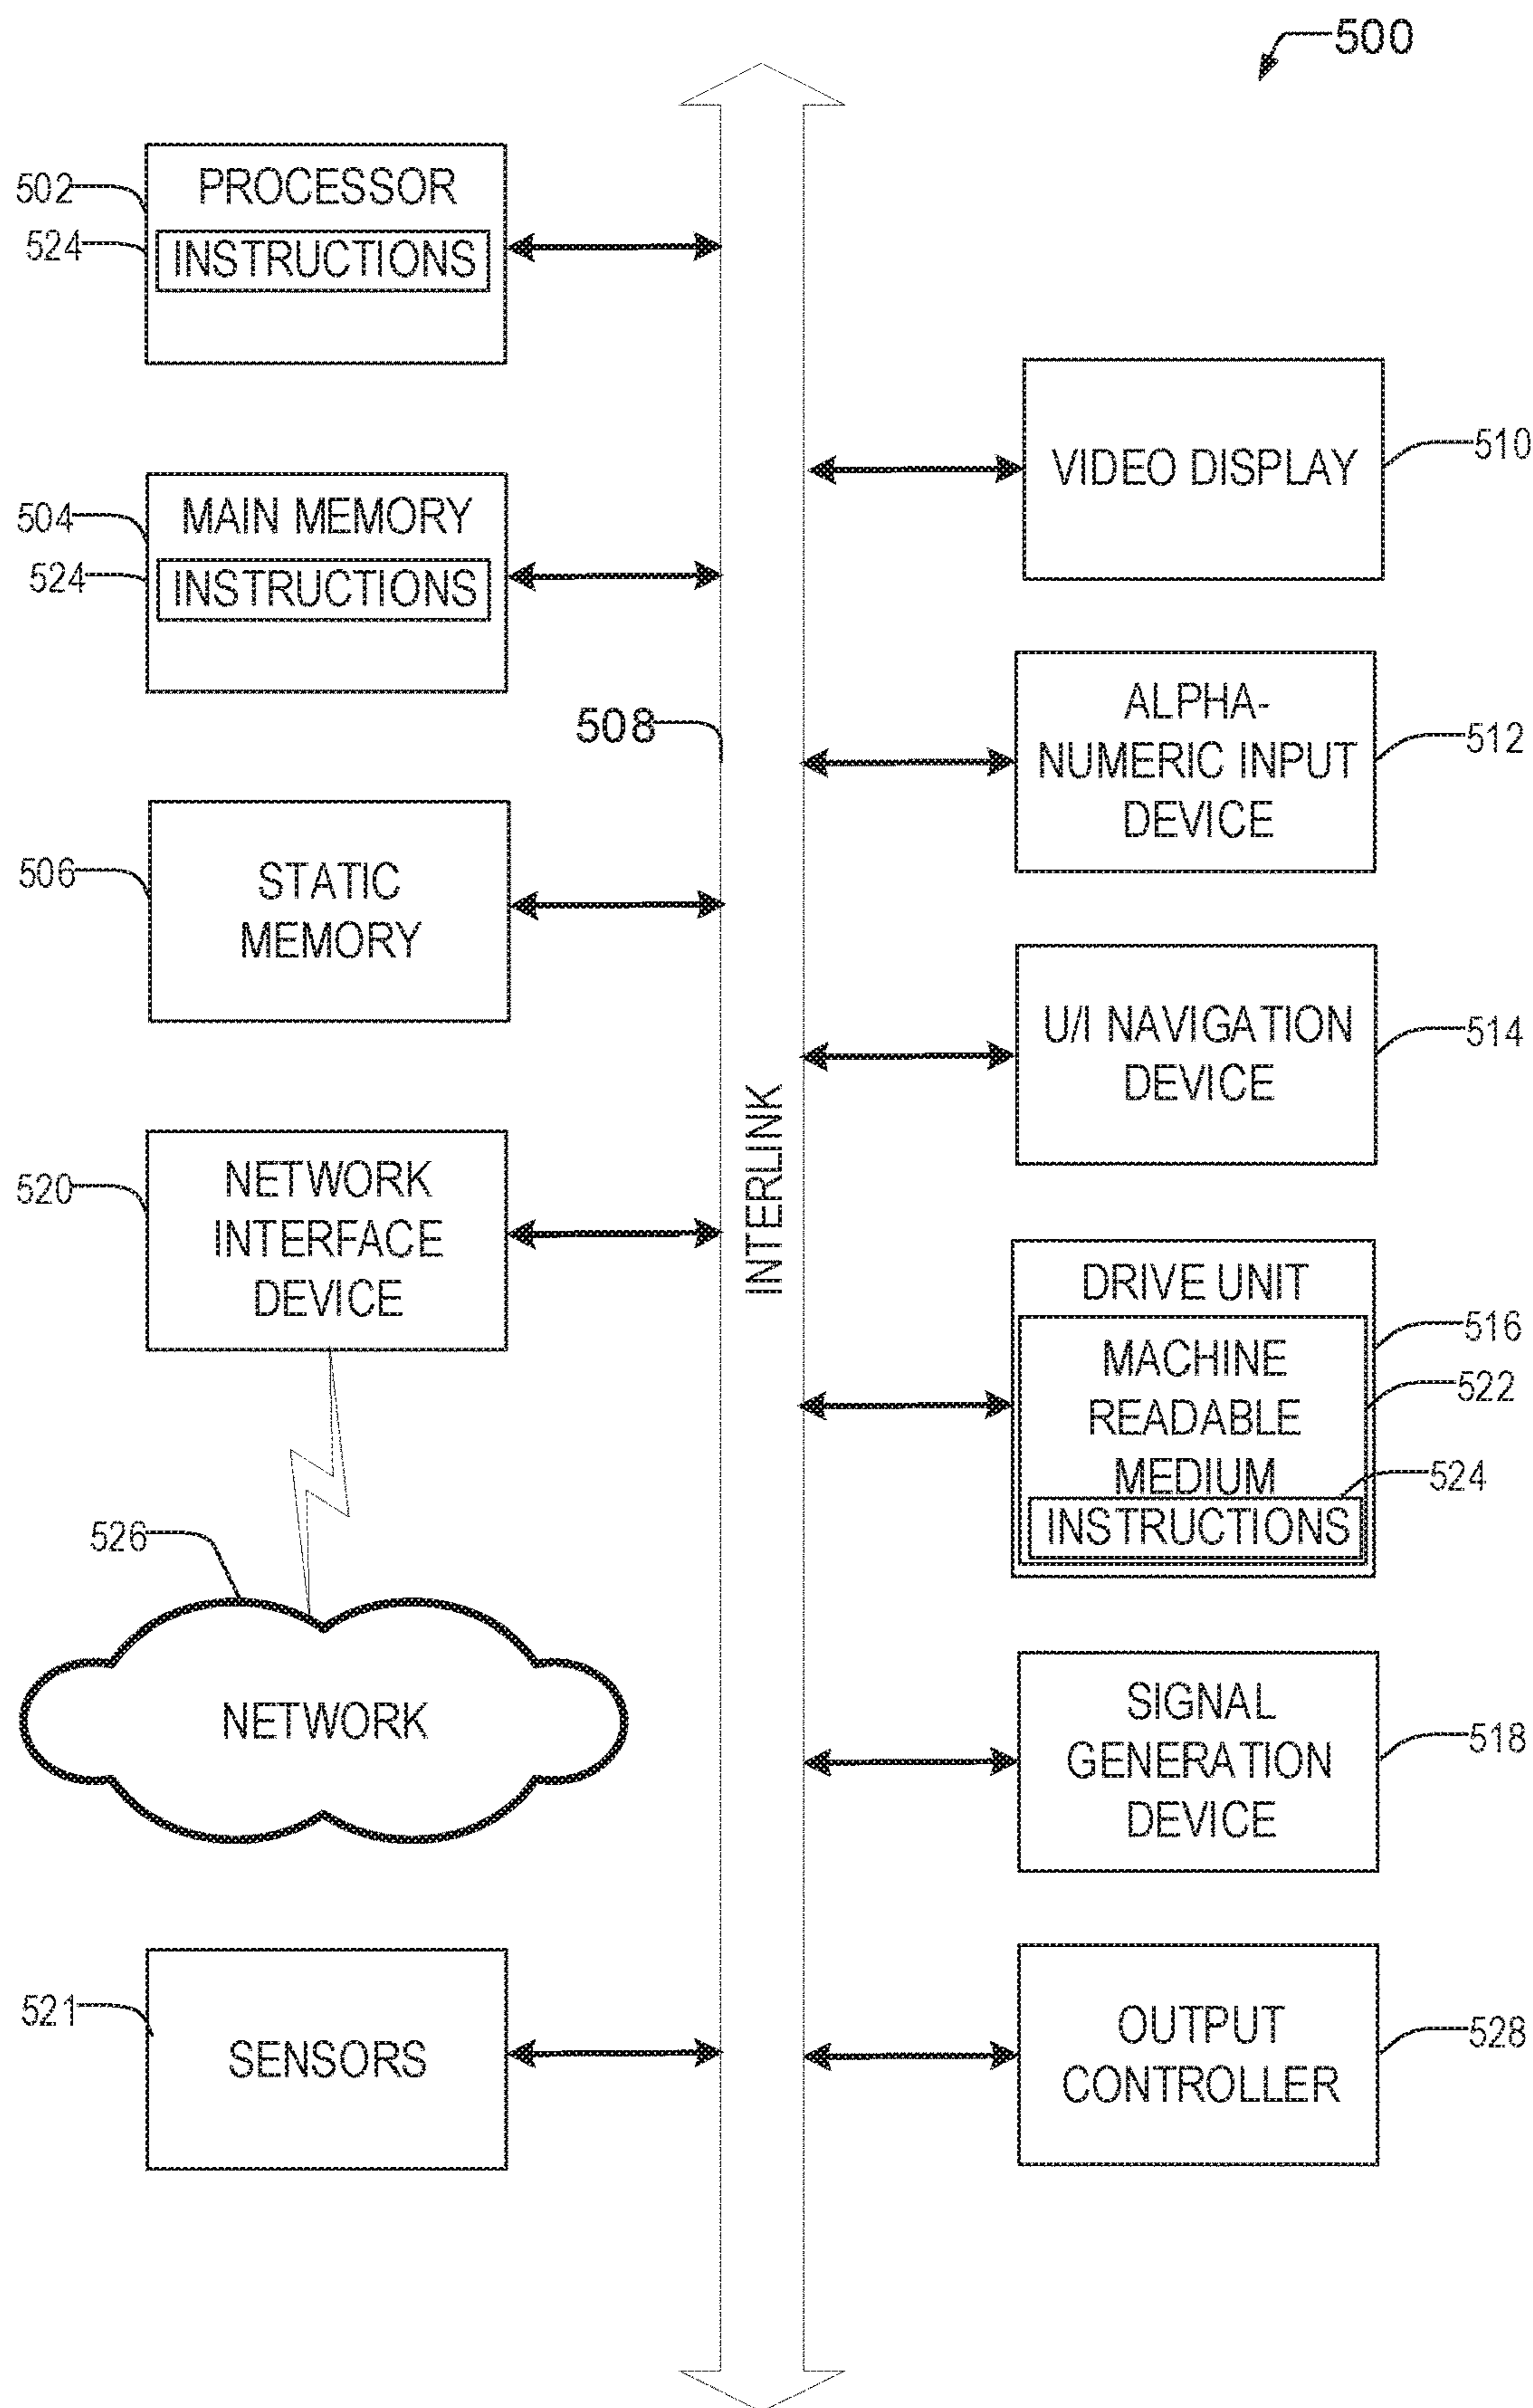 500
502
PROCESSOR
524
INSTRUCTIONS
504
MAIN MEMORY
524
INSTRUCTIONS
508
506
STATIC
MEMORY
520
NETWORK
INTERFACE
DEVICE
526
NETWORK
521
SENSORS
INTERLINK
VIDEO DISPLAY
510
ALPHA-
NUMERIC INPUT
DEVICE
512
U/I NAVIGATION
DEVICE
514
DRIVE UNIT
516
MACHINE
READABLE
MEDIUM
522
524
INSTRUCTIONS
SIGNAL
GENERATION
DEVICE
518
OUTPUT
CONTROLLER
528